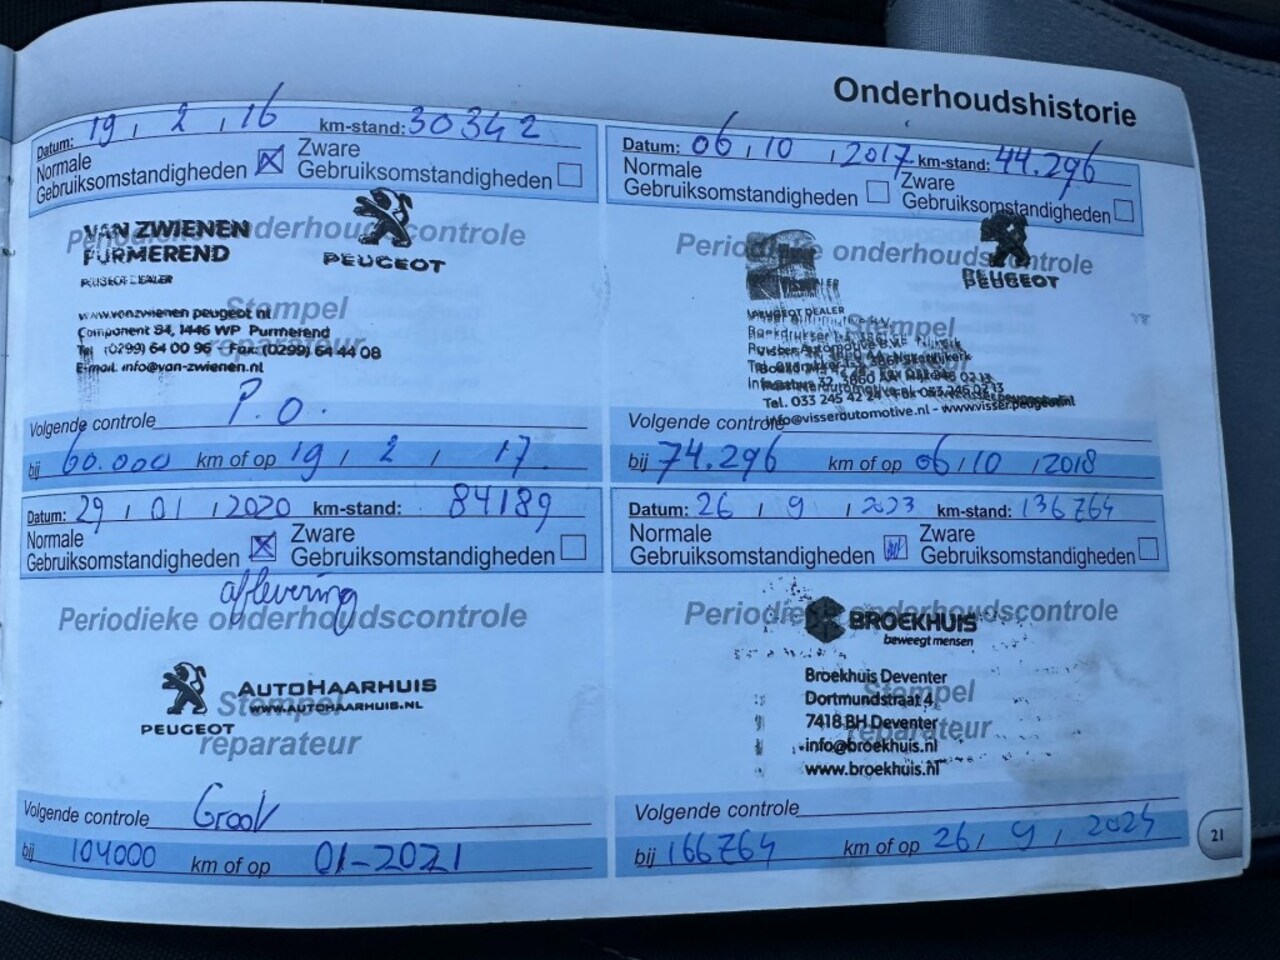 Onderhoudshistorie
Datum: 19 , 2 , 16 km-stand: 30342
Normale Gebruiksomstandigheden Zware Gebruiksomstandigheden
Periodieke onderhoudscontrole
VAN ZWIENEN
PURMEREND
PEUGEOT DEALER
PEUGEOT
Stempel
reparateur
www.vanzwienen.peugeot.nl
Component 84, 1446 WP Purmerend
Tel. (0299) 64 00 96 - Fax: (0299) 64 44 08
E-mail. info@van-zwienen.nl
Volgende controle P.O.
bij 60.000 km of op 19 , 2 , 17
Datum: 06 , 10 , 2017 km-stand: 44.296
Normale Gebruiksomstandigheden Zware Gebruiksomstandigheden
Periodieke onderhoudscontrole
PEUGEOT
PEUGEOT DEALER
Stempel
Tel. 033 245 42 24
info@visserautomotive.nl - www.visser.peugeot.nl
Volgende controle
bij 74.296 km of op 06 , 10 , 2018
Datum: 29 , 01 , 2020 km-stand: 84189
Normale Gebruiksomstandigheden Zware Gebruiksomstandigheden
aflevering
Periodieke onderhoudscontrole
AUTOHAARHUIS
WWW.AUTOHAARHUIS.NL
PEUGEOT
Stempel
reparateur
Volgende controle Groot
bij 104000 km of op 01-2021
Datum: 26 , 9 , 2023 km-stand: 136764
Normale Gebruiksomstandigheden Zware Gebruiksomstandigheden
Periodieke onderhoudscontrole
BROEKHUIS
beweegt mensen
Stempel
reparateur
Broekhuis Deventer
Dortmundstraat 4
7418 BH Deventer
info@broekhuis.nl
www.broekhuis.nl
Volgende controle
bij 166764 km of op 26 , 9 , 2024
21